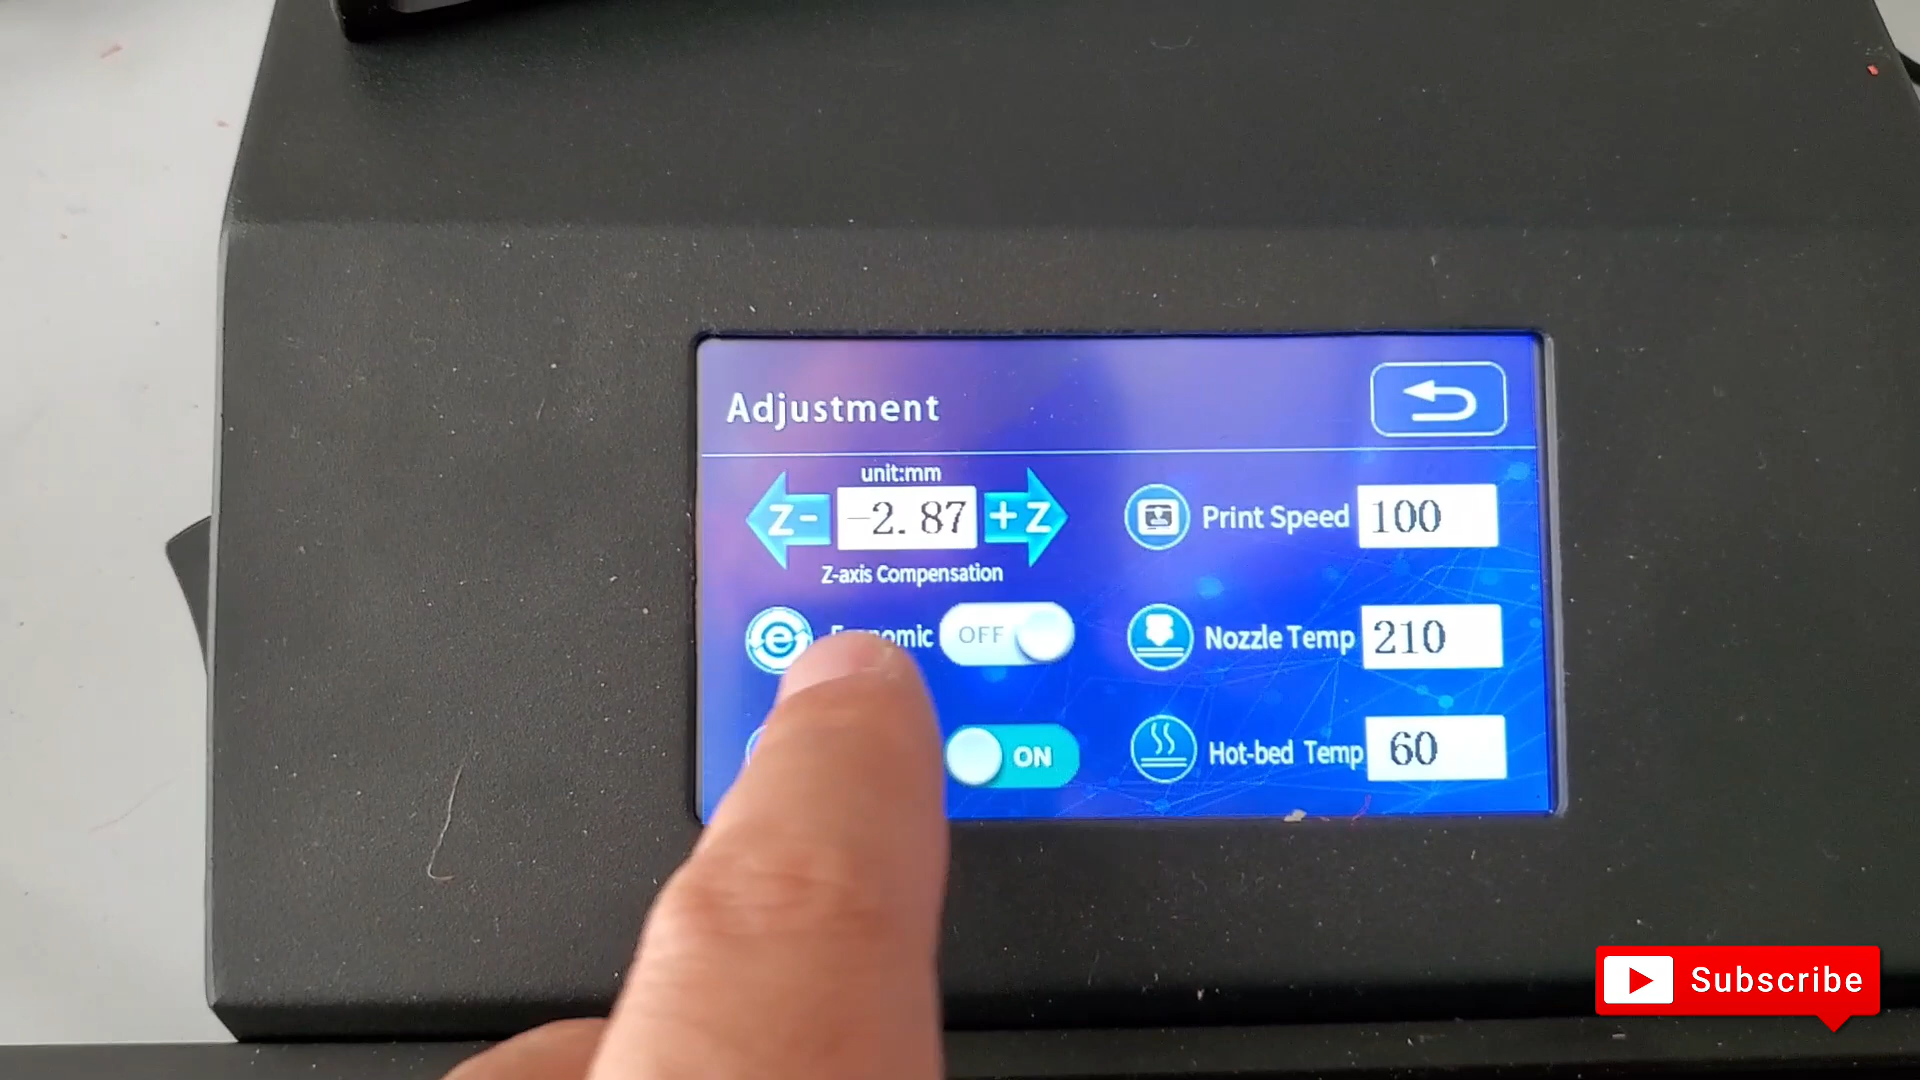 Adjustment
unit:mm
Z- -2.87 +Z
Z-axis Compensation
Print Speed 100
OFF
Nozzle Temp 210
ON
Hot-bed Temp 60
Subscribe